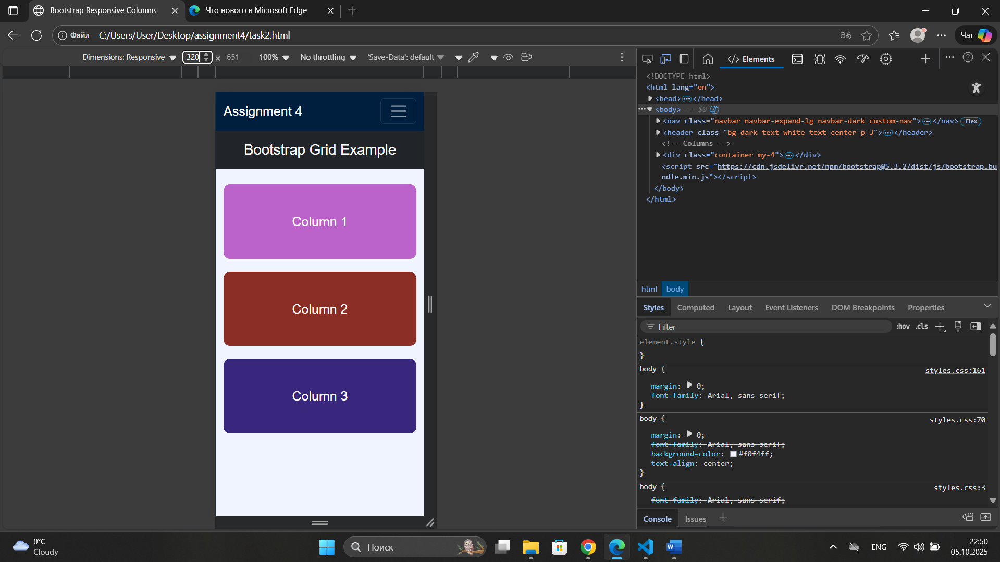 Bootstrap Responsive Columns
Что нового в Microsoft Edge
Файл
C:/Users/User/Desktop/assignment4/task2.html
аあ
Чат
Dimensions: Responsive
320
×
651
100%
No throttling
'Save-Data': default
Assignment 4
Bootstrap Grid Example
Column 1
Column 2
Column 3
Elements
<!DOCTYPE html>
<html lang="en">
<head>
</head>
<body> == $0
<nav class="navbar navbar-expand-lg navbar-dark custom-nav">
</nav>
flex
<header class="bg-dark text-white text-center p-3">
</header>
<!-- Columns -->
<div class="container my-4">
</div>
<script src="https://cdn.jsdelivr.net/npm/bootstrap@5.3.2/dist/js/bootstrap.bu
ndle.min.js"></script>
</body>
</html>
html
body
Styles
Computed
Layout
Event Listeners
DOM Breakpoints
Properties
Filter
:hov
.cls
element.style {
}
body {
styles.css:161
margin: 0;
font-family: Arial, sans-serif;
}
body {
styles.css:70
margin: 0;
font-family: Arial, sans-serif;
background-color: #f0f4ff;
text-align: center;
}
body {
styles.css:3
font-family: Arial, sans-serif;
Console
Issues
0°C
Cloudy
Поиск
W
ENG
22:50
05.10.2025